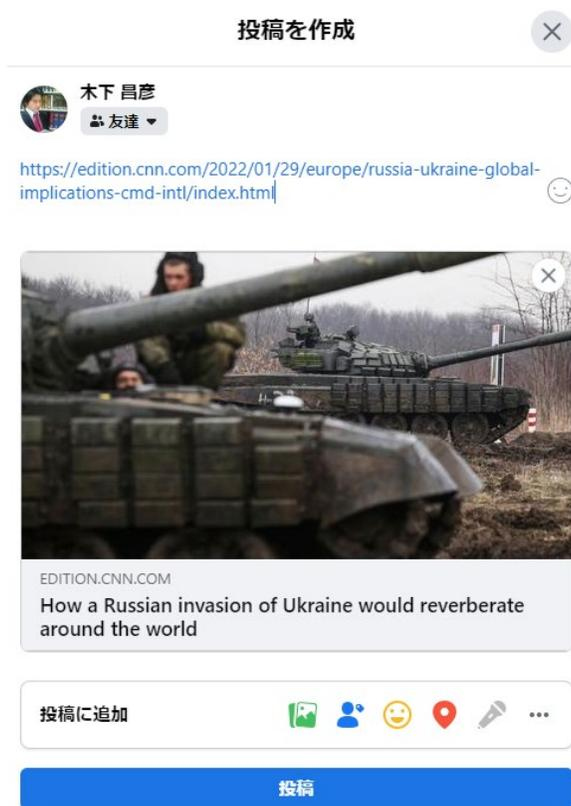 投稿を作成
木下 昌彦
友達
https://edition.cnn.com/2022/01/29/europe/russia-ukraine-global-
implications-cmd-intl/index.html
EDITION.CNN.COM
How a Russian invasion of Ukraine would reverberate
around the world
投稿に追加
投稿